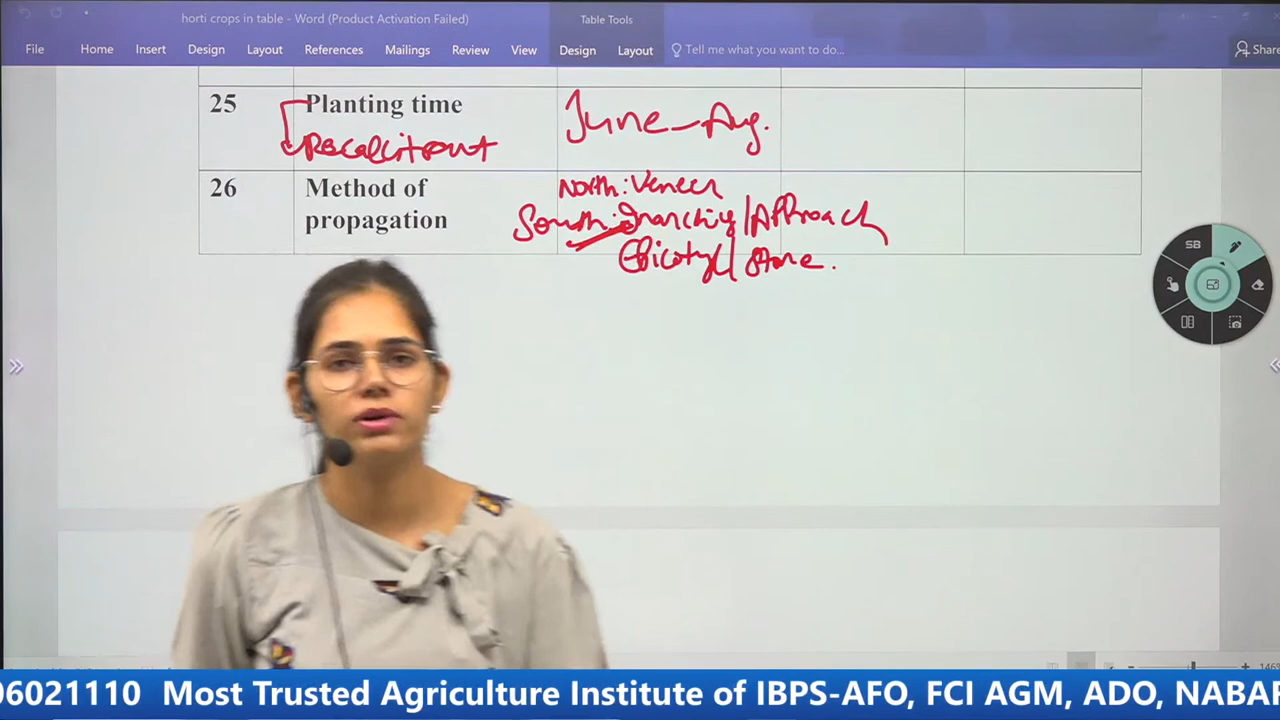 horti crops in table - Word (Product Activation Failed)
Table Tools
File Home Insert Design Layout References Mailings Review View Design Layout Tell me what you want to do... Share
25 Planting time June - Aug.
Recalcitrant
26 Method of propagation
North: Veneer
South: Inarching / Approach
Epicotyl / Stone.
SB
146
06021110 Most Trusted Agriculture Institute of IBPS-AFO, FCI AGM, ADO, NABAR